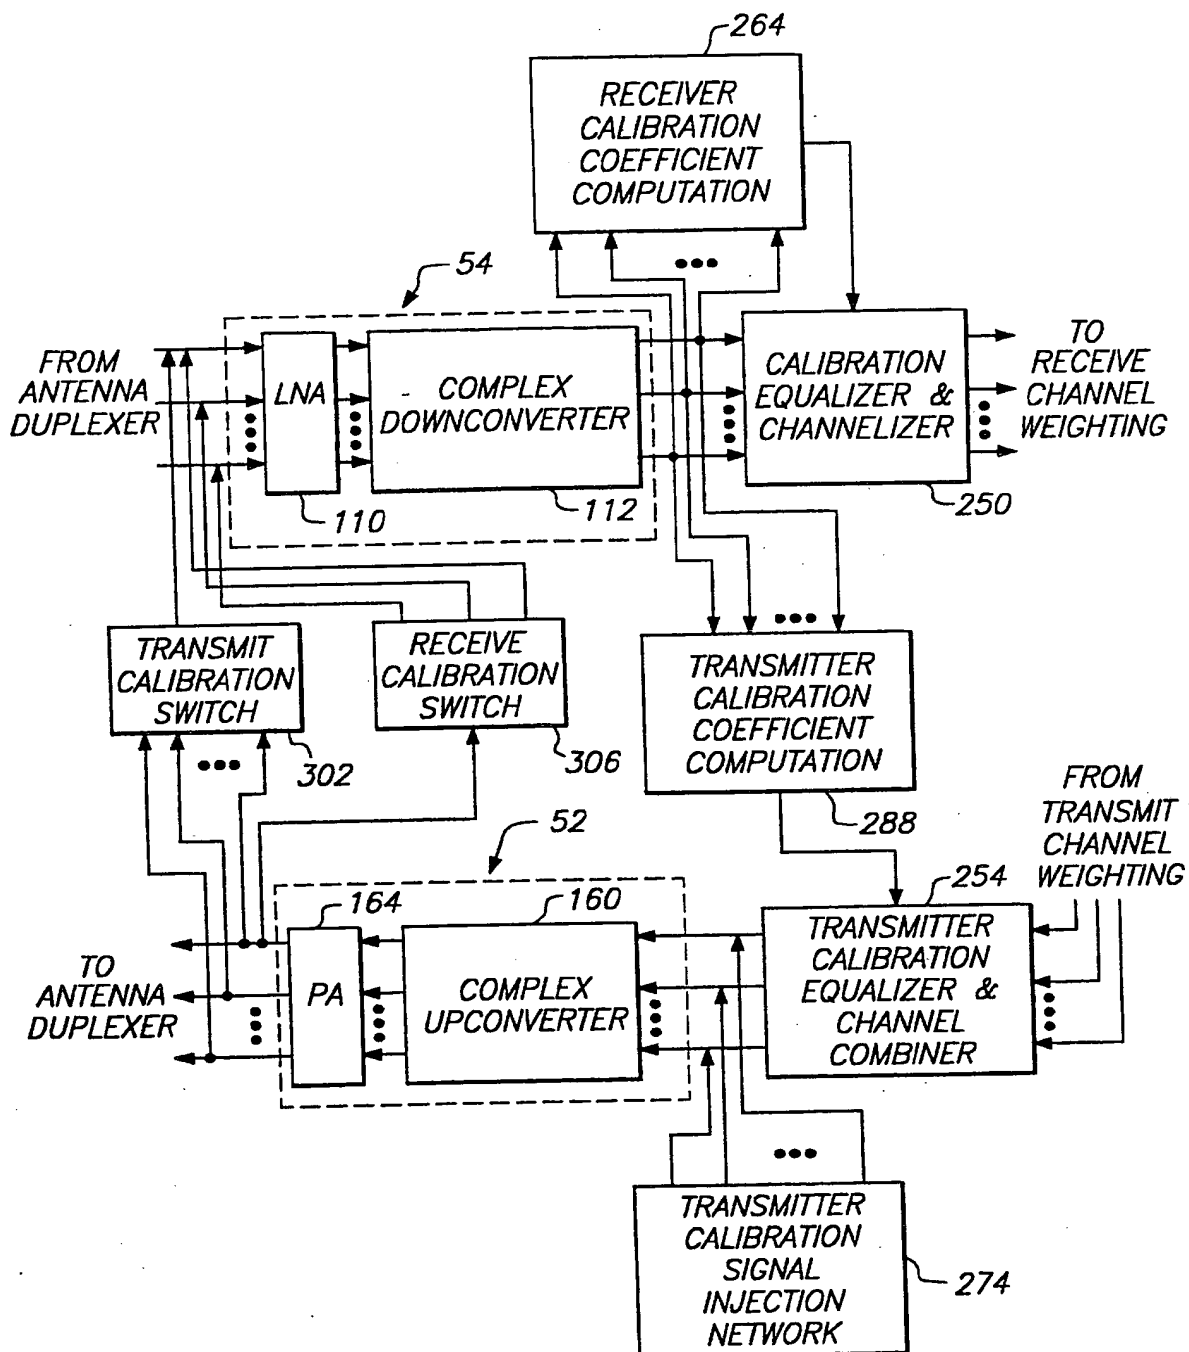 264
RECEIVER
CALIBRATION
COEFFICIENT
COMPUTATION
54
FROM
ANTENNA
DUPLEXER
LNA
COMPLEX
DOWNCONVERTER
CALIBRATION
EQUALIZER &
CHANNELIZER
TO
RECEIVE
CHANNEL
WEIGHTING
110
112
250
TRANSMIT
CALIBRATION
SWITCH
302
RECEIVE
CALIBRATION
SWITCH
306
TRANSMITTER
CALIBRATION
COEFFICIENT
COMPUTATION
288
FROM
TRANSMIT
CHANNEL
WEIGHTING
52
164
160
254
TO
ANTENNA
DUPLEXER
PA
COMPLEX
UPCONVERTER
TRANSMITTER
CALIBRATION
EQUALIZER &
CHANNEL
COMBINER
TRANSMITTER
CALIBRATION
SIGNAL
INJECTION
NETWORK
274